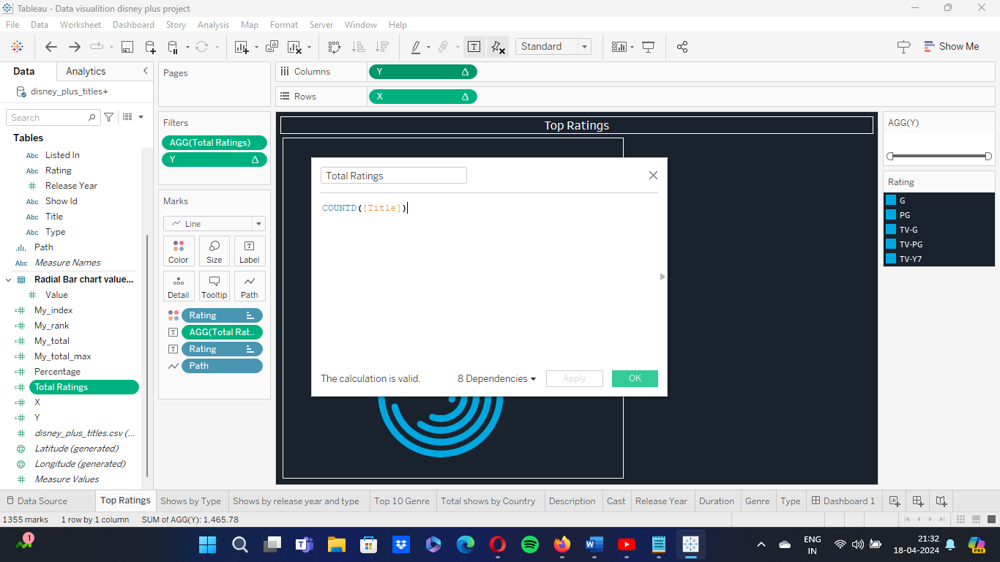 Tableau - Data visualition disney plus project
File Data Worksheet Dashboard Story Analysis Map Format Server Window Help
Standard
Show Me
Data Analytics
disney_plus_titles+
Search
Tables
Abc Listed In
Abc Rating
Release Year
Abc Show Id
Abc Title
Abc Type
Path
Abc Measure Names
Radial Bar chart value...
Value
My_index
My_rank
My_total
My_total_max
Percentage
Total Ratings
X
Y
disney_plus_titles.csv (...
Latitude (generated)
Longitude (generated)
Measure Values
Pages
Filters
AGG(Total Ratings)
Y
Marks
Line
Color Size Label
Detail Tooltip Path
Rating
AGG(Total Rat..
Rating
Path
Columns Y
Rows X
Top Ratings
Total Ratings
COUNTD([Title])
The calculation is valid. 8 Dependencies Apply OK
AGG(Y)
Rating
G
PG
TV-G
TV-PG
TV-Y7
Data Source Top Ratings Shows by Type Shows by release year and type Top 10 Genre Total shows by Country Description Cast Release Year Duration Genre Type Dashboard 1
1355 marks 1 row by 1 column SUM of AGG(Y): 1,465.78
1
ENG
IN
21:32
18-04-2024
PRE